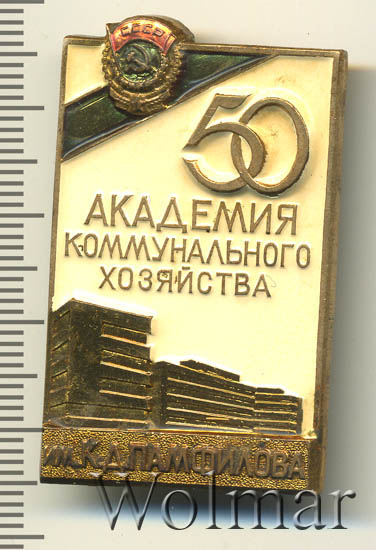 СССР
50
АКАДЕМИЯ
КОММУНАЛЬНОГО
ХОЗЯЙСТВА
ИМ. К.Д. ПАМФИЛОВА
Wolmar